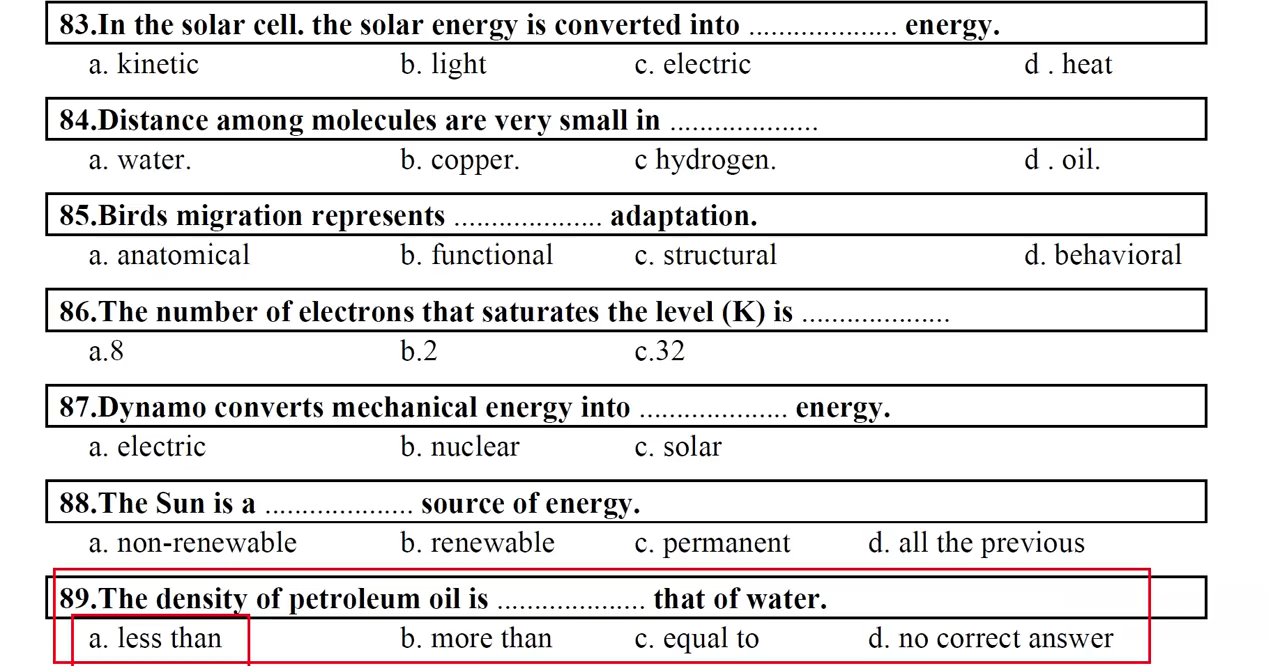 83.In the solar cell. the solar energy is converted into .................... energy.
a. kinetic b. light c. electric d . heat
84.Distance among molecules are very small in ....................
a. water. b. copper. c hydrogen. d . oil.
85.Birds migration represents .................... adaptation.
a. anatomical b. functional c. structural d. behavioral
86.The number of electrons that saturates the level (K) is ....................
a.8 b.2 c.32
87.Dynamo converts mechanical energy into .................... energy.
a. electric b. nuclear c. solar
88.The Sun is a .................... source of energy.
a. non-renewable b. renewable c. permanent d. all the previous
89.The density of petroleum oil is .................... that of water.
a. less than b. more than c. equal to d. no correct answer